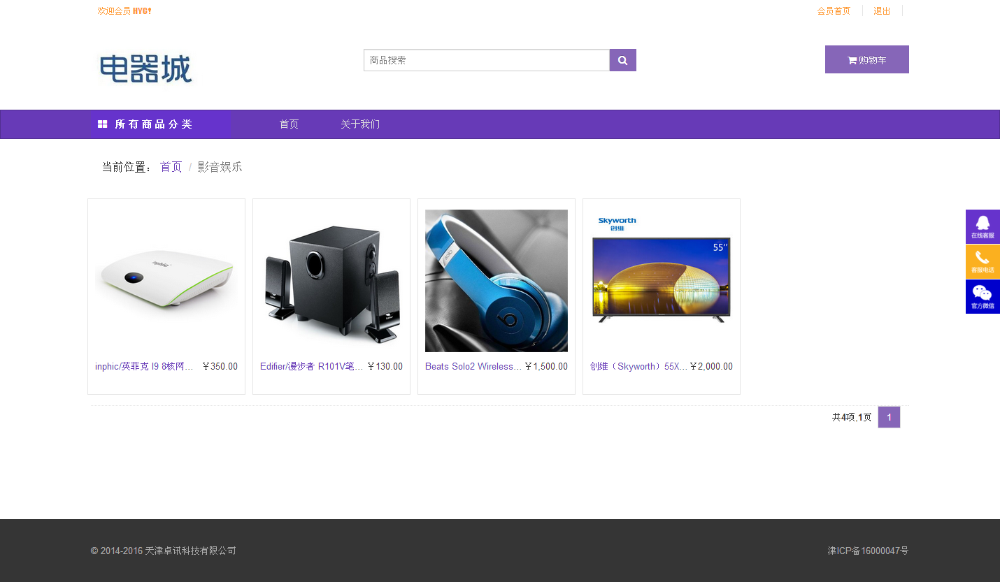 欢迎会员 HYC!
会员首页
退出
电器城
商品搜索
购物车
所有商品分类
首页
关于我们
当前位置： 首页 / 影音娱乐
inphic
solo
Skyworth
创维
55''
inphic/英菲克 I9 8核网... ￥350.00
Edifier/漫步者 R101V笔... ￥130.00
Beats Solo2 Wireless... ￥1,500.00
创维（Skyworth）55X... ￥2,000.00
在线客服
客服电话
官方微信
共4项,1页 1
© 2014-2016 天津卓讯科技有限公司
津ICP备16000047号